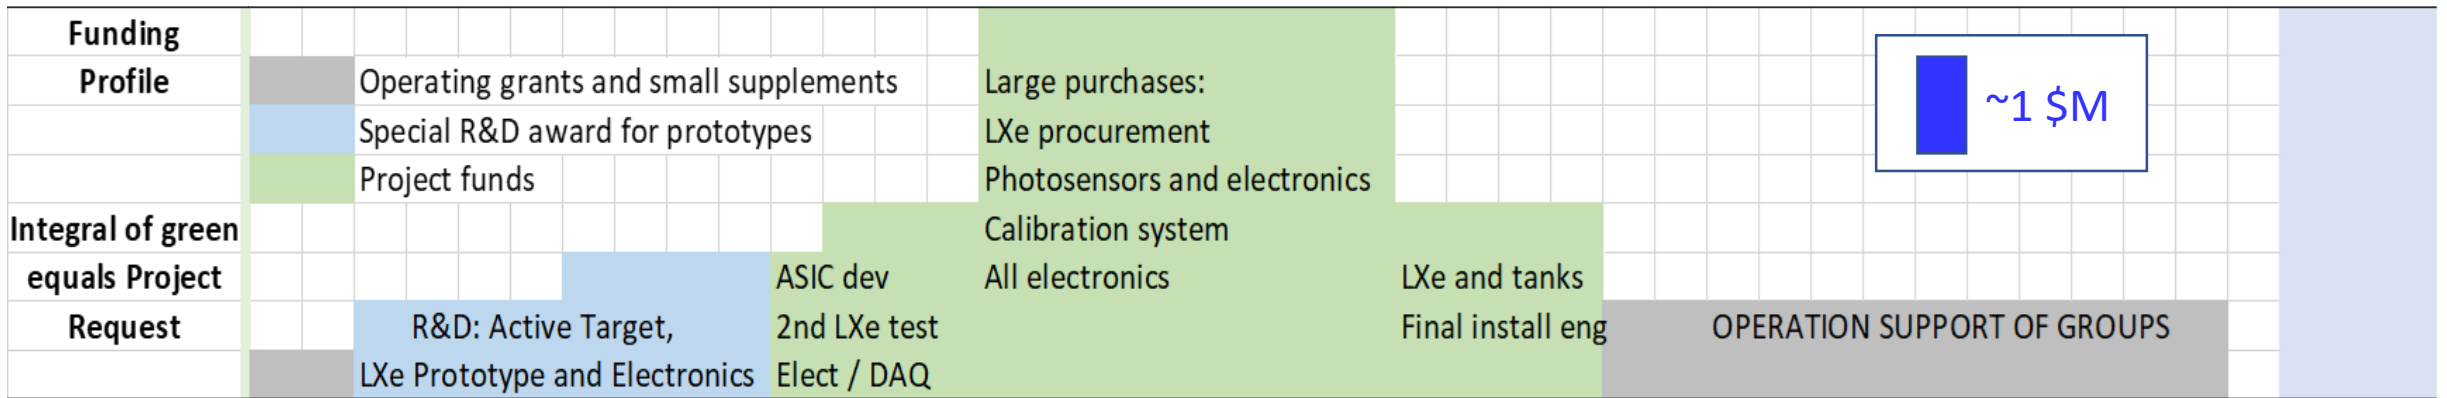 Funding
Profile
Operating grants and small supplements
Large purchases:
~1 $M
Special R&D award for prototypes
LXe procurement
Project funds
Photosensors and electronics
Integral of green
Calibration system
equals Project
ASIC dev
All electronics
LXe and tanks
Request
R&D: Active Target,
2nd LXe test
Final install eng
OPERATION SUPPORT OF GROUPS
LXe Prototype and Electronics
Elect / DAQ